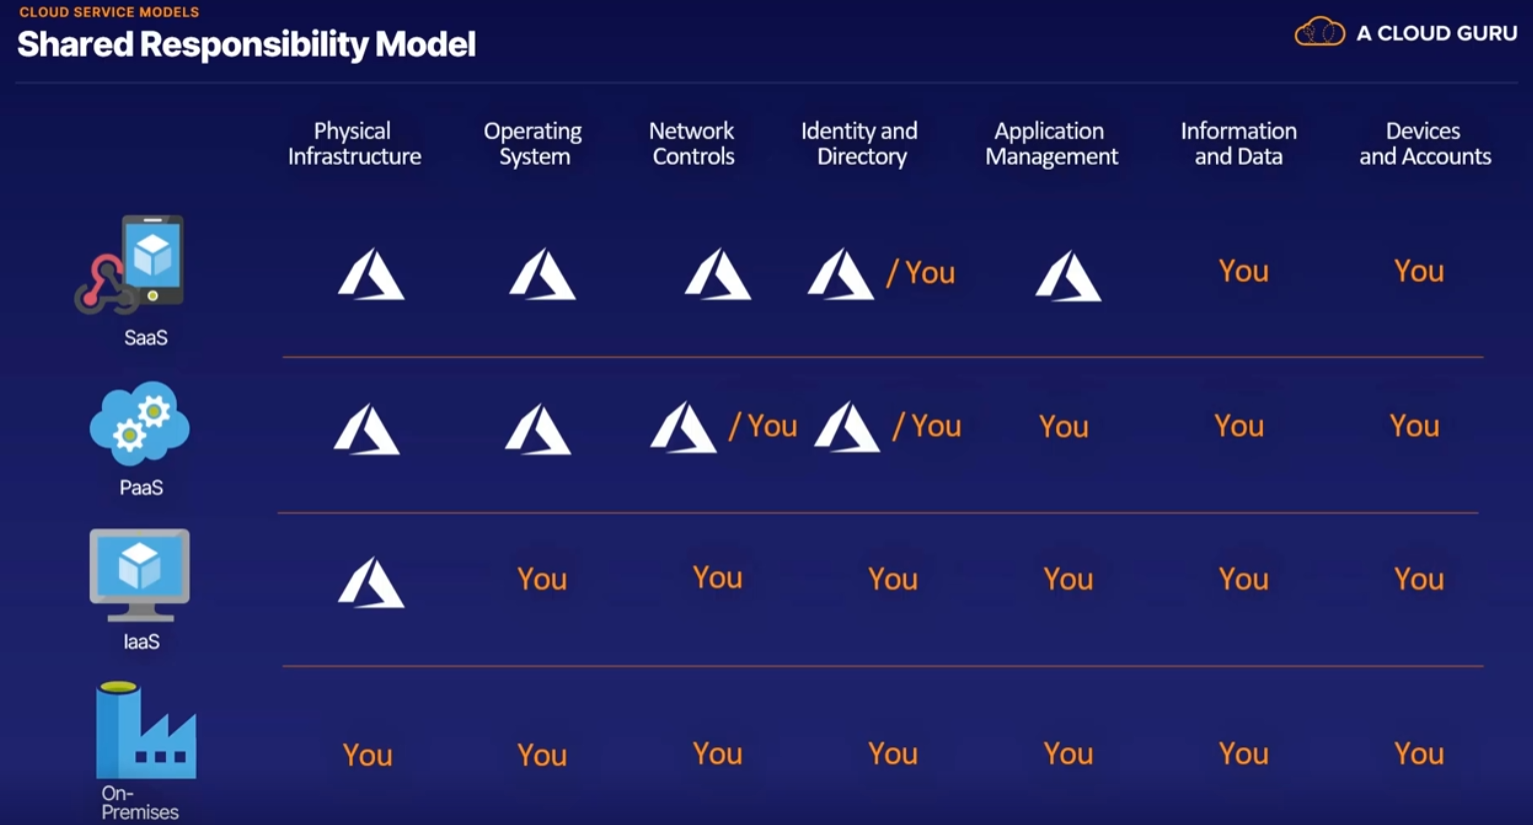 CLOUD SERVICE MODELS
Shared Responsibility Model
A CLOUD GURU
Physical
Infrastructure
Operating
System
Network
Controls
Identity and
Directory
Application
Management
Information
and Data
Devices
and Accounts
/ You You You
SaaS
/ You / You You You You
PaaS
You You You You You You
IaaS
You You You You You You You
On-
Premises